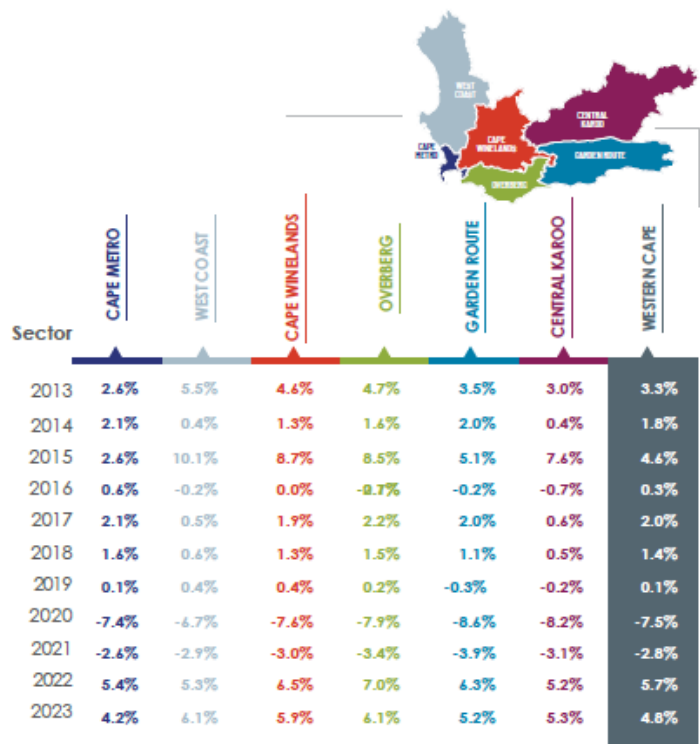 WEST
COAST
CENTRAL
KAROO
CAPE
METRO
CAPE
WINELANDS
GARDEN ROUTE
OVERBERG
Sector CAPE METRO WEST COAST CAPE WINELANDS OVERBERG GARDEN ROUTE CENTRAL KAROO WESTERN CAPE
2013 2.6% 5.5% 4.6% 4.7% 3.5% 3.0% 3.3%
2014 2.1% 0.4% 1.3% 1.6% 2.0% 0.4% 1.8%
2015 2.6% 10.1% 8.7% 8.5% 5.1% 7.6% 4.6%
2016 0.6% -0.2% 0.0% -0.2% -0.7% 0.3%
2017 2.1% 0.5% 1.9% 2.2% 2.0% 0.6% 2.0%
2018 1.6% 0.6% 1.3% 1.5% 1.1% 0.5% 1.4%
2019 0.1% 0.4% 0.4% 0.2% -0.3% -0.2% 0.1%
2020 -7.4% -6.7% -7.6% -7.9% -8.6% -8.2% -7.5%
2021 -2.6% -2.9% -3.0% -3.4% -3.9% -3.1% -2.8%
2022 5.4% 5.3% 6.5% 7.0% 6.3% 5.2% 5.7%
2023 4.2% 6.1% 5.9% 6.1% 5.2% 5.3% 4.8%